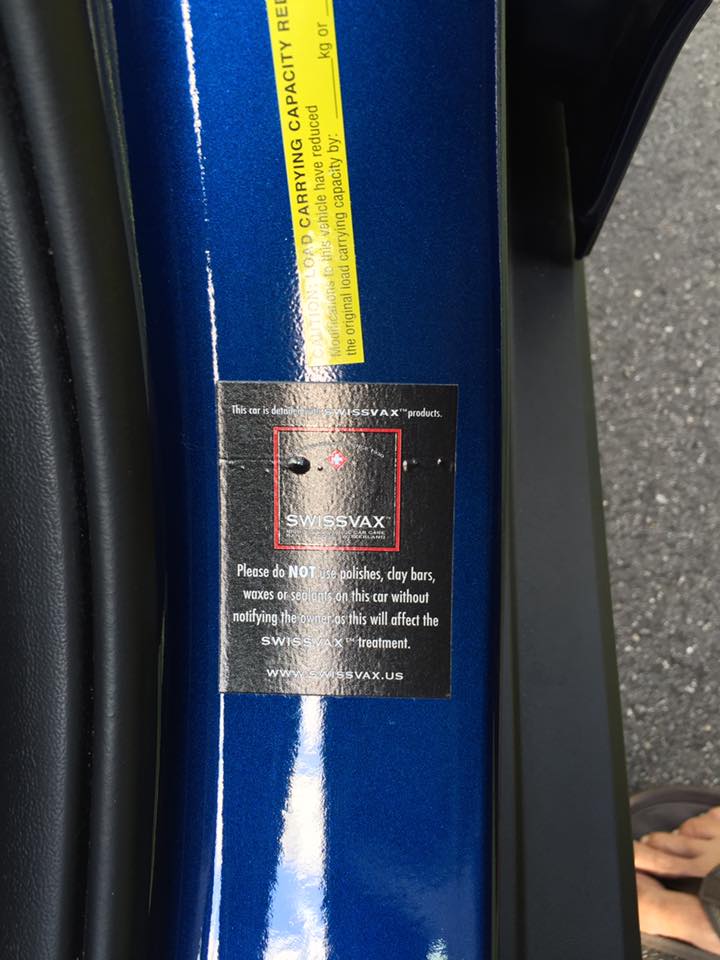 CAUTION: LOAD CARRYING CAPACITY
Modifications to this vehicle have reduced
the original load carrying capacity by: kg or
This car is detailed with SWISSVAX™ products.
SWISSVAX™
Please do NOT use polishes, clay bars,
waxes or sealants on this car without
notifying the owner as this will affect the
SWISSVAX™ treatment.
WWW.SWISSVAX.US